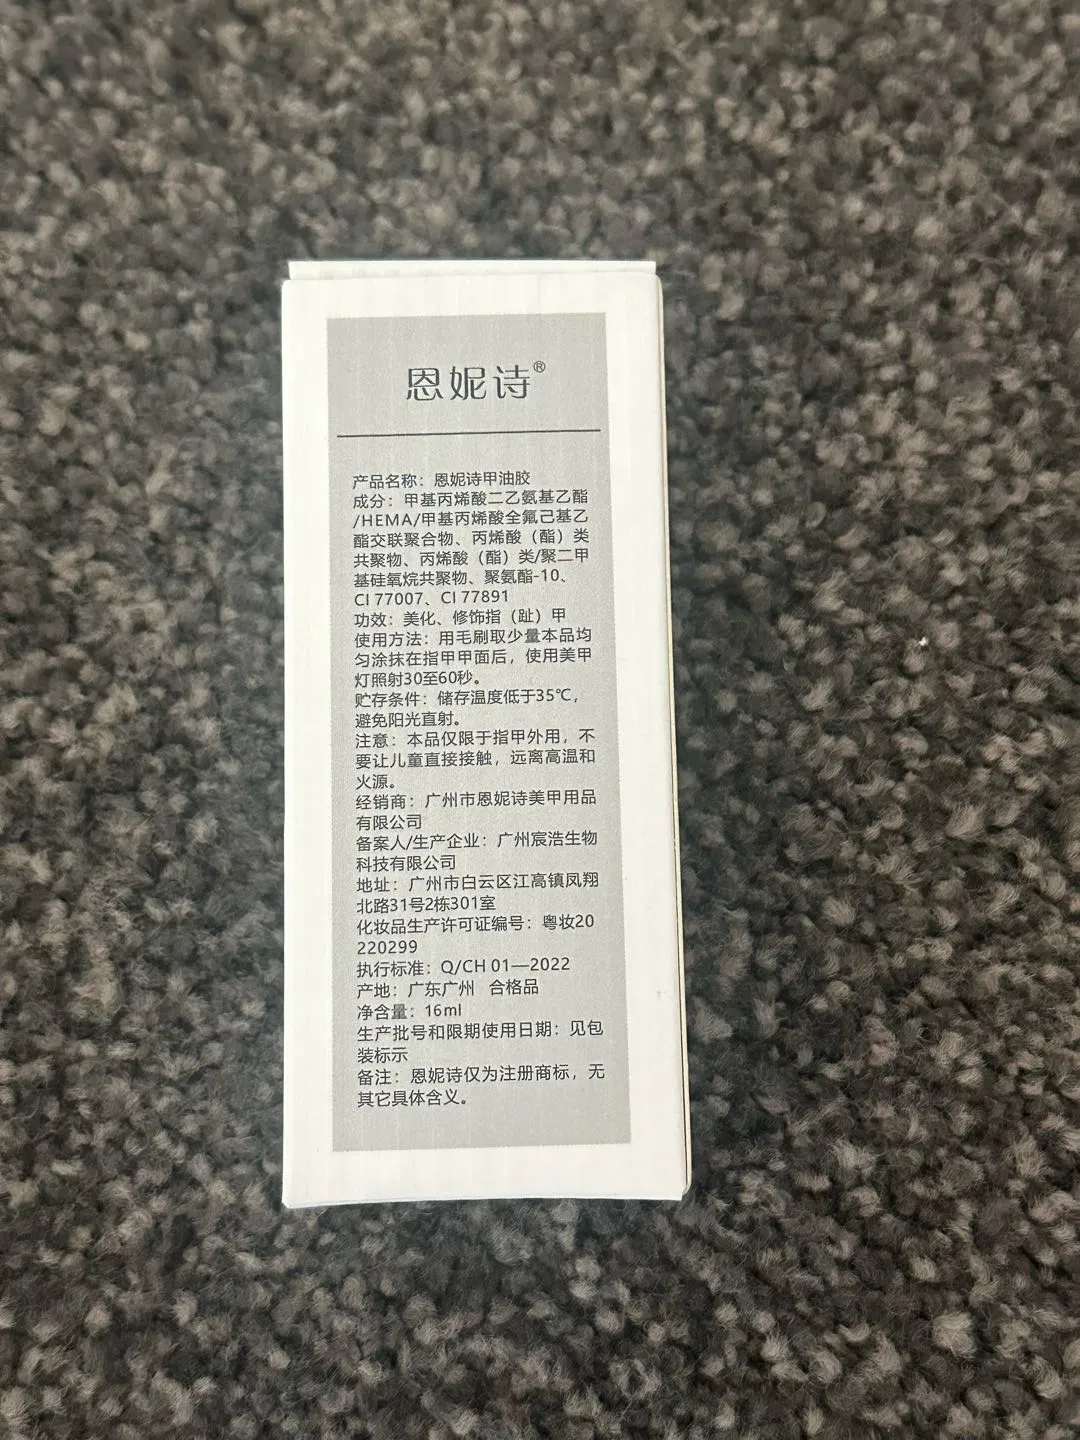 恩妮诗®
产品名称：恩妮诗甲油胶
成分：甲基丙烯酸二乙氨基乙酯
/HEMA/甲基丙烯酸全氟己基乙
酯交联聚合物、丙烯酸（酯）类
共聚物、丙烯酸（酯）类/聚二甲
基硅氧烷共聚物、聚氨酯-10、
CI 77007、CI 77891
功效：美化、修饰指（趾）甲
使用方法：用毛刷取少量本品均
匀涂抹在指甲甲面后，使用美甲
灯照射30至60秒。
贮存条件：储存温度低于35℃，
避免阳光直射。
注意：本品仅限于指甲外用，不
要让儿童直接接触，远离高温和
火源。
经销商：广州市恩妮诗美甲用品
有限公司
备案人/生产企业：广州宸浩生物
科技有限公司
地址：广州市白云区江高镇凤翔
北路31号2栋301室
化妆品生产许可证编号：粤妆20
220299
执行标准：Q/CH 01—2022
产地：广东广州 合格品
净含量：16ml
生产批号和限期使用日期：见包
装标示
备注：恩妮诗仅为注册商标，无
其它具体含义。